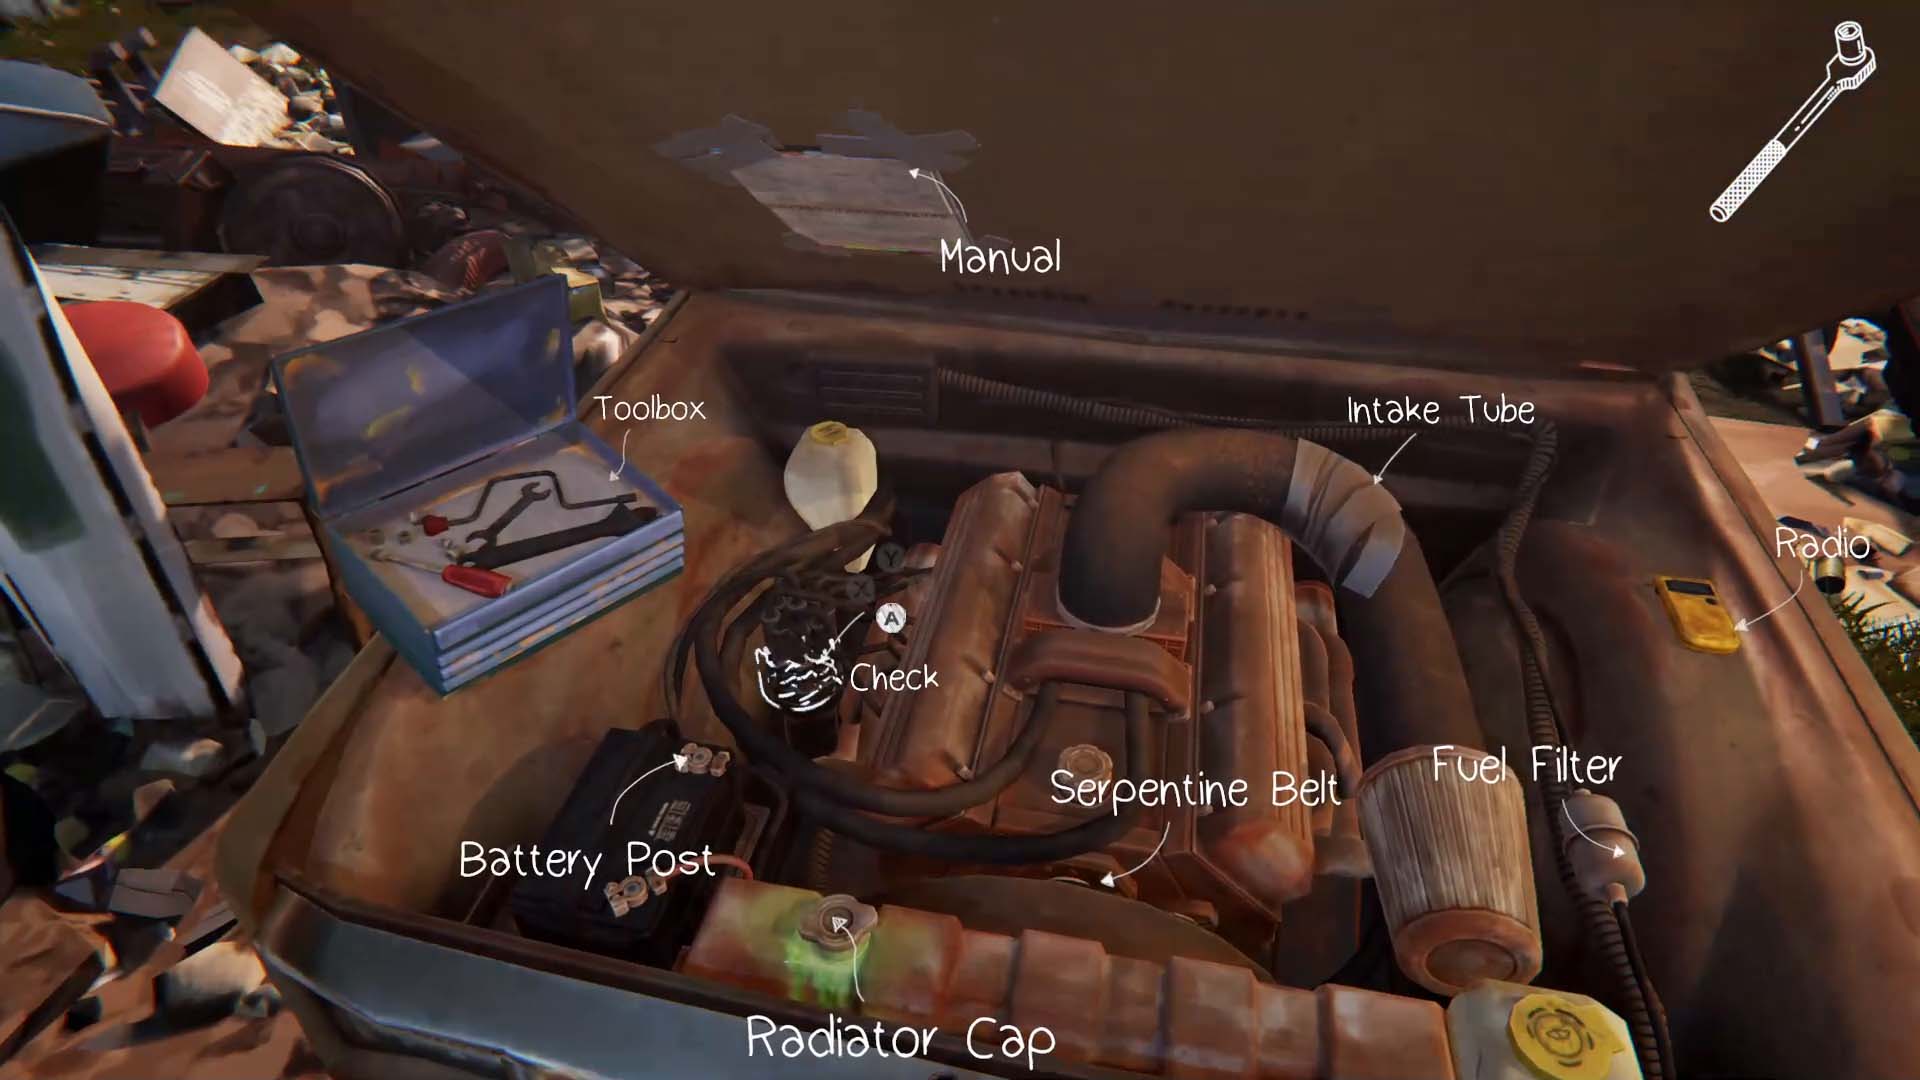 Manual
Toolbox
Intake Tube
Radio
Y
X
A
Check
Fuel Filter
Serpentine Belt
Battery Post
Radiator Cap